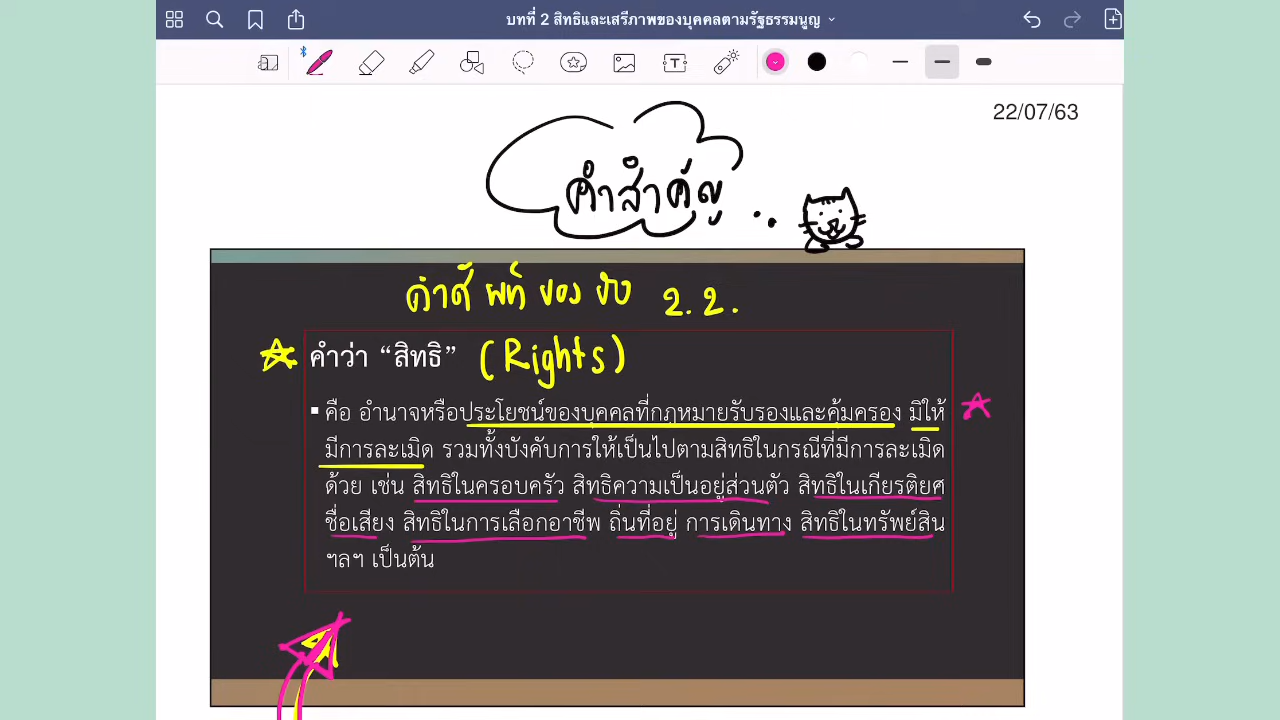 บทที่ 2 สิทธิและเสรีภาพของบุคคลตามรัฐธรรมนูญ
22/07/63
คำสำคัญ
คำศัพท์ของ 2.2.
คำว่า “สิทธิ” (Rights)
▪ คือ อำนาจหรือประโยชน์ของบุคคลที่กฎหมายรับรองและคุ้มครอง มิให้
มีการละเมิด รวมทั้งบังคับการให้เป็นไปตามสิทธิในกรณีที่มีการละเมิด
ด้วย เช่น สิทธิในครอบครัว สิทธิความเป็นอยู่ส่วนตัว สิทธิในเกียรติยศ
ชื่อเสียง สิทธิในการเลือกอาชีพ ถิ่นที่อยู่ การเดินทาง สิทธิในทรัพย์สิน
ฯลฯ เป็นต้น